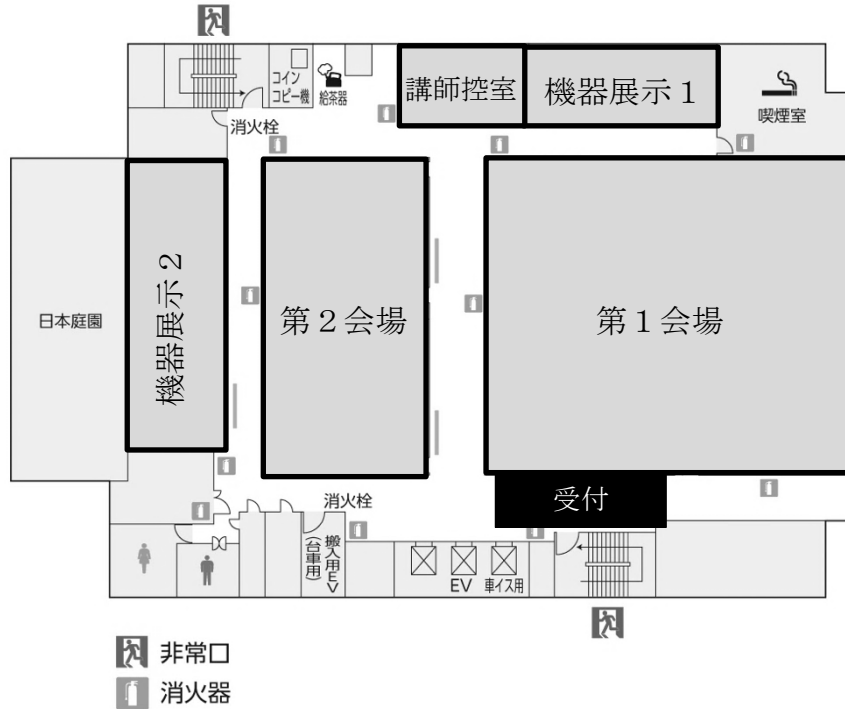 コイン
コピー機
給茶器
講師控室
機器展示１
喫煙室
消火栓
日本庭園
機器展示２
第２会場
第１会場
受付
消火栓
搬入用EV
(台車用)
EV
車イス用
非常口
消火器